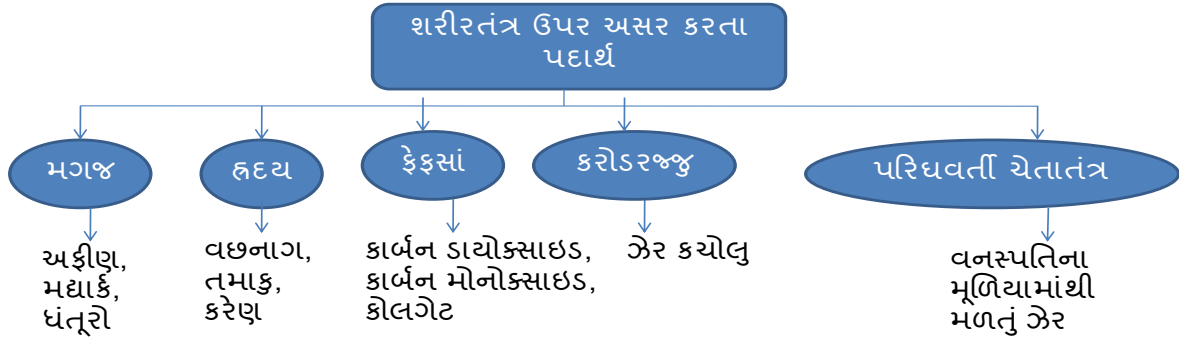 શરીરતંત્ર ઉપર અસર કરતા
પદાર્થ
મગજ
હ્રદય
ફેફસાં
કરોડરજ્જુ
પરિઘવર્તી ચેતાતંત્ર
અફીણ,
મદ્યાર્ક,
ધંતૂરો
વછનાગ,
તમાકુ,
કરેણ
કાર્બન ડાયોક્સાઇડ,
કાર્બન મોનોક્સાઇડ,
કોલગેટ
ઝેર કચોલુ
વનસ્પતિના
મૂળિયામાંથી
મળતું ઝેર